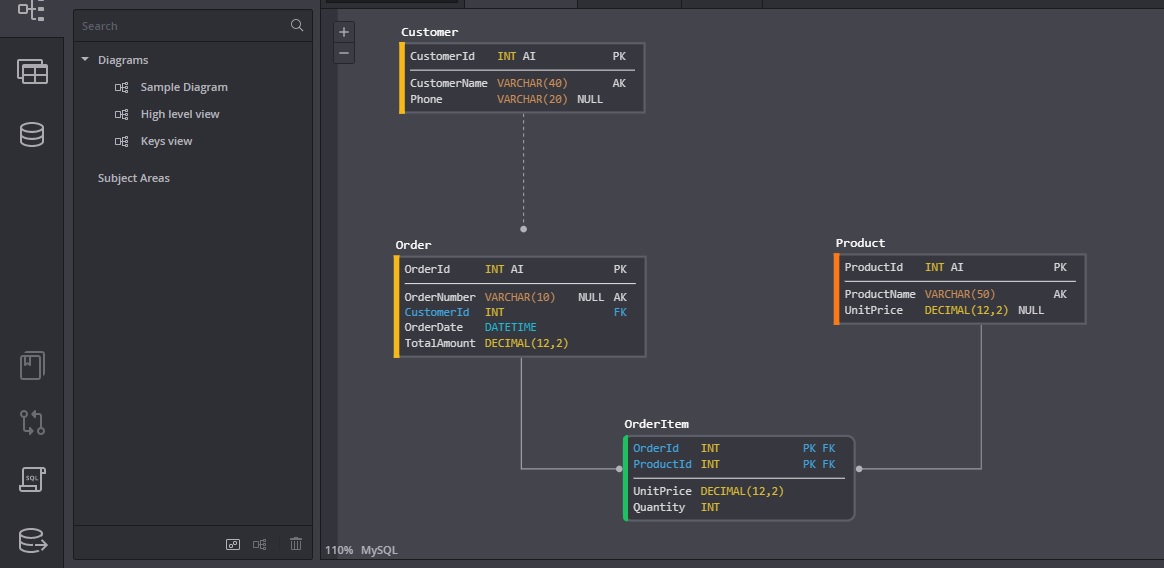 Search
Diagrams
Sample Diagram
High level view
Keys view
Subject Areas
SQL
+
−
Customer
CustomerId INT AI PK
CustomerName VARCHAR(40) AK
Phone VARCHAR(20) NULL
Order
OrderId INT AI PK
OrderNumber VARCHAR(10) NULL AK
CustomerId INT FK
OrderDate DATETIME
TotalAmount DECIMAL(12,2)
Product
ProductId INT AI PK
ProductName VARCHAR(50) AK
UnitPrice DECIMAL(12,2) NULL
OrderItem
OrderId INT PK FK
ProductId INT PK FK
UnitPrice DECIMAL(12,2)
Quantity INT
110% MySQL